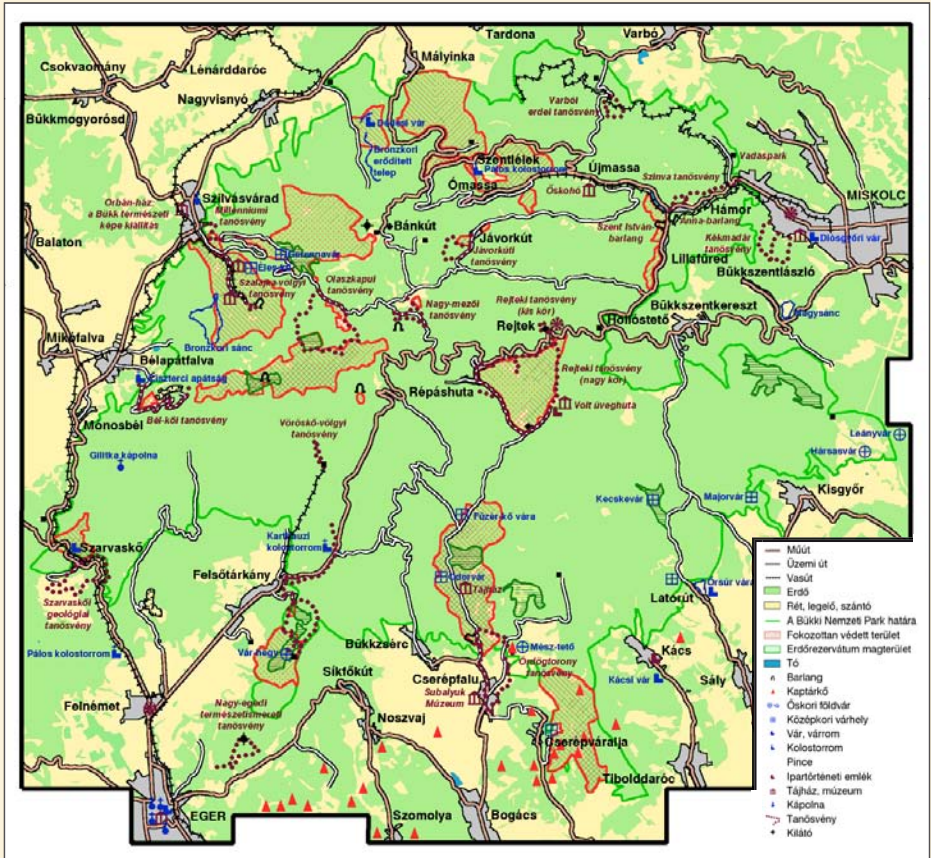 Tardona
Varbó
Mályinka
Csokvaomány
Lénárddaróc
Nagyvisnyó
Bükkmogyorósd
Varbói
erdei tanösvény
Dédesi vár
Bronzkori
erődített
telep
Szentlélek
Pálos kolostorrom
Újmassa
Vadaspark
Szinva tanösvény
Ómassa
Őskohó
Orbán-ház:
a Bükk természeti
képe kiállítás
Szilvásvárad
Millenniumi
tanösvény
MISKOLC
Hámor
Anna-barlang
Szent István-
barlang
Kékmadár
tanösvény
Diósgyőri vár
Balaton
Bánkút
Jávorkút
Jávorkúti
tanösvény
Lillafüred
Bükkszentlászló
Gerennavár
Éleskő
Szalajka-völgyi
tanösvény
Olaszkapui
tanösvény
Nagy-mezői
tanösvény
Rejteki tanösvény
(kis kör)
Rejtek
Bükkszentkereszt
Hollóstető
Nagysánc
Mikófalva
Bronzkori sánc
Bélapátfalva
Ciszterci apátság
Rejteki tanösvény
(nagy kör)
Répáshuta
Volt üveghuta
Mónosbél
Bél-kői tanösvény
Vöröskő-völgyi
tanösvény
Leányvár
Hársasvár
Gilitka kápolna
Kecskevár
Majorvár
Kisgyőr
Füzér-kő vára
Szarvaskő
Karthauzi
kolostorrom
Felsőtárkány
Odorvár
Tájház
Latorút
Örsúr vára
Szarvaskői
geológiai
tanösvény
Pálos kolostorrom
Vár-hegy
Bükkzsérc
Mész-tető
Ördögtorony
tanösvény
Kács
Kácsi vár
Sály
Síkfőkút
Cserépfalu
Subalyuk
Múzeum
Felnémet
Nagy-egedi
természetismereti
tanösvény
Noszvaj
Cserépváralja
Tibolddaróc
EGER
Szomolya
Bogács
Műút
Üzemi út
Vasút
Erdő
Rét, legelő, szántó
A Bükki Nemzeti Park határa
Fokozottan védett terület
Erdőrezervátum magterület
Tó
Barlang
Kaptárkő
Őskori földvár
Középkori várhely
Vár, várrom
Kolostorrom
Pince
Ipartörténeti emlék
Tájház, múzeum
Kápolna
Tanösvény
Kilátó